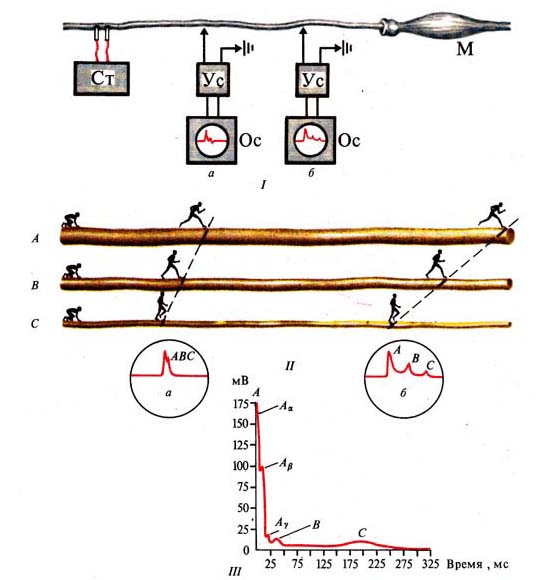 М
Ст
Ус
Ус
Ос
Ос
а
б
I
A
B
C
ABC
а
II
A
B
C
б
мВ
A
175
Aα
150
125
100
Aβ
75
50
25
Aγ
B
C
0
25
75
125
175
225
275
325
Время , мс
III